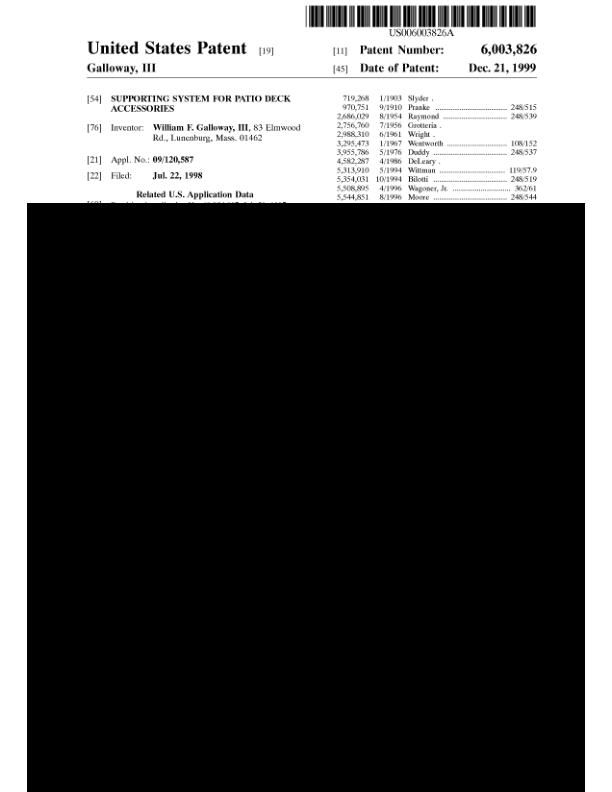 US006003826A
United States Patent [19]
Galloway, III
[11] Patent Number: 6,003,826
[45] Date of Patent: Dec. 21, 1999
[54] SUPPORTING SYSTEM FOR PATIO DECK
ACCESSORIES
[76] Inventor: William F. Galloway, III, 83 Elmwood
Rd., Lunenburg, Mass. 01462
[21] Appl. No.: 09/120,587
[22] Filed: Jul. 22, 1998
Related U.S. Application Data
719,268 1/1903 Slyder .
970,751 9/1910 Pranke ................................ 248/515
2,686,029 8/1954 Raymond ............................. 248/539
2,756,760 7/1956 Grotteria .
2,988,310 6/1961 Wright .
3,295,473 1/1967 Wentworth ........................... 108/152
3,955,786 5/1976 Duddy ................................. 248/537
4,582,287 4/1986 DeLeary .
5,313,910 5/1994 Wittman ............................. 119/57.9
5,354,031 10/1994 Bilotti ................................ 248/519
5,508,895 4/1996 Wagoner, Jr. .......................... 362/61
5,544,851 8/1996 Moore ................................. 248/544